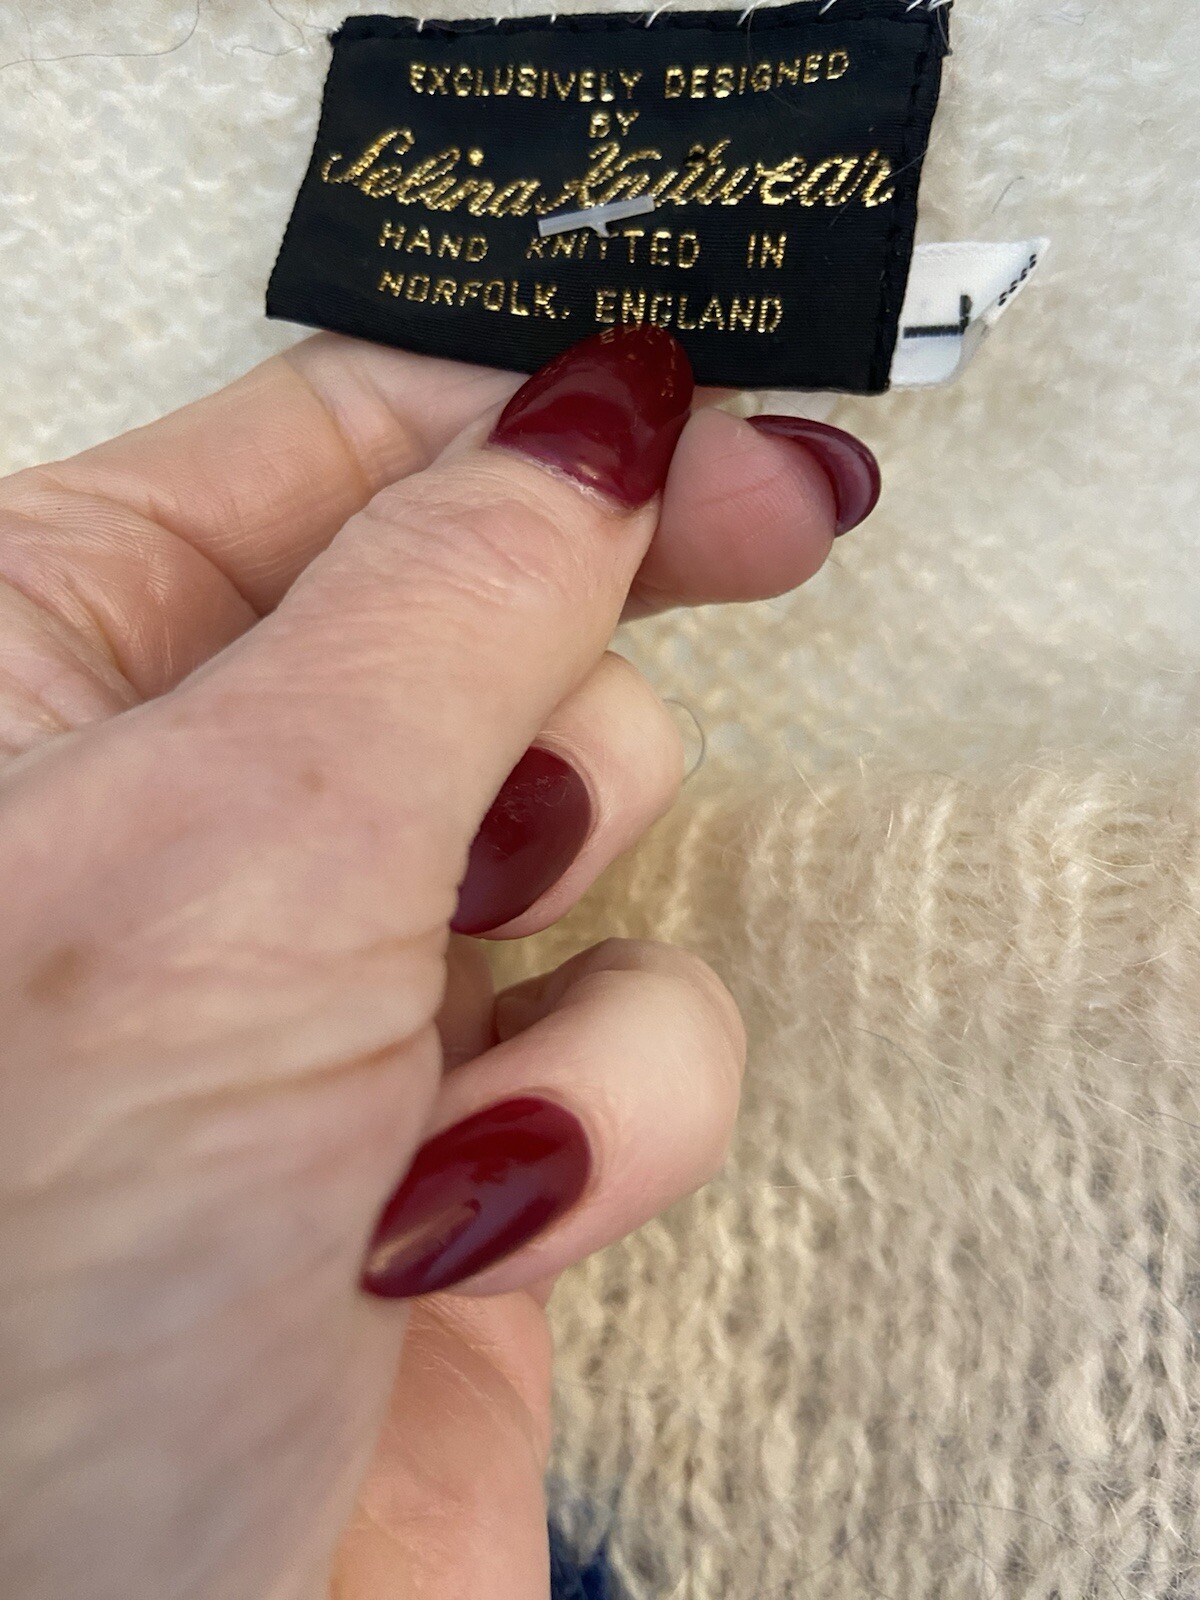 EXCLUSIVELY DESIGNED
BY
Selina Knitwear
HAND KNITTED IN
NORFOLK, ENGLAND
L